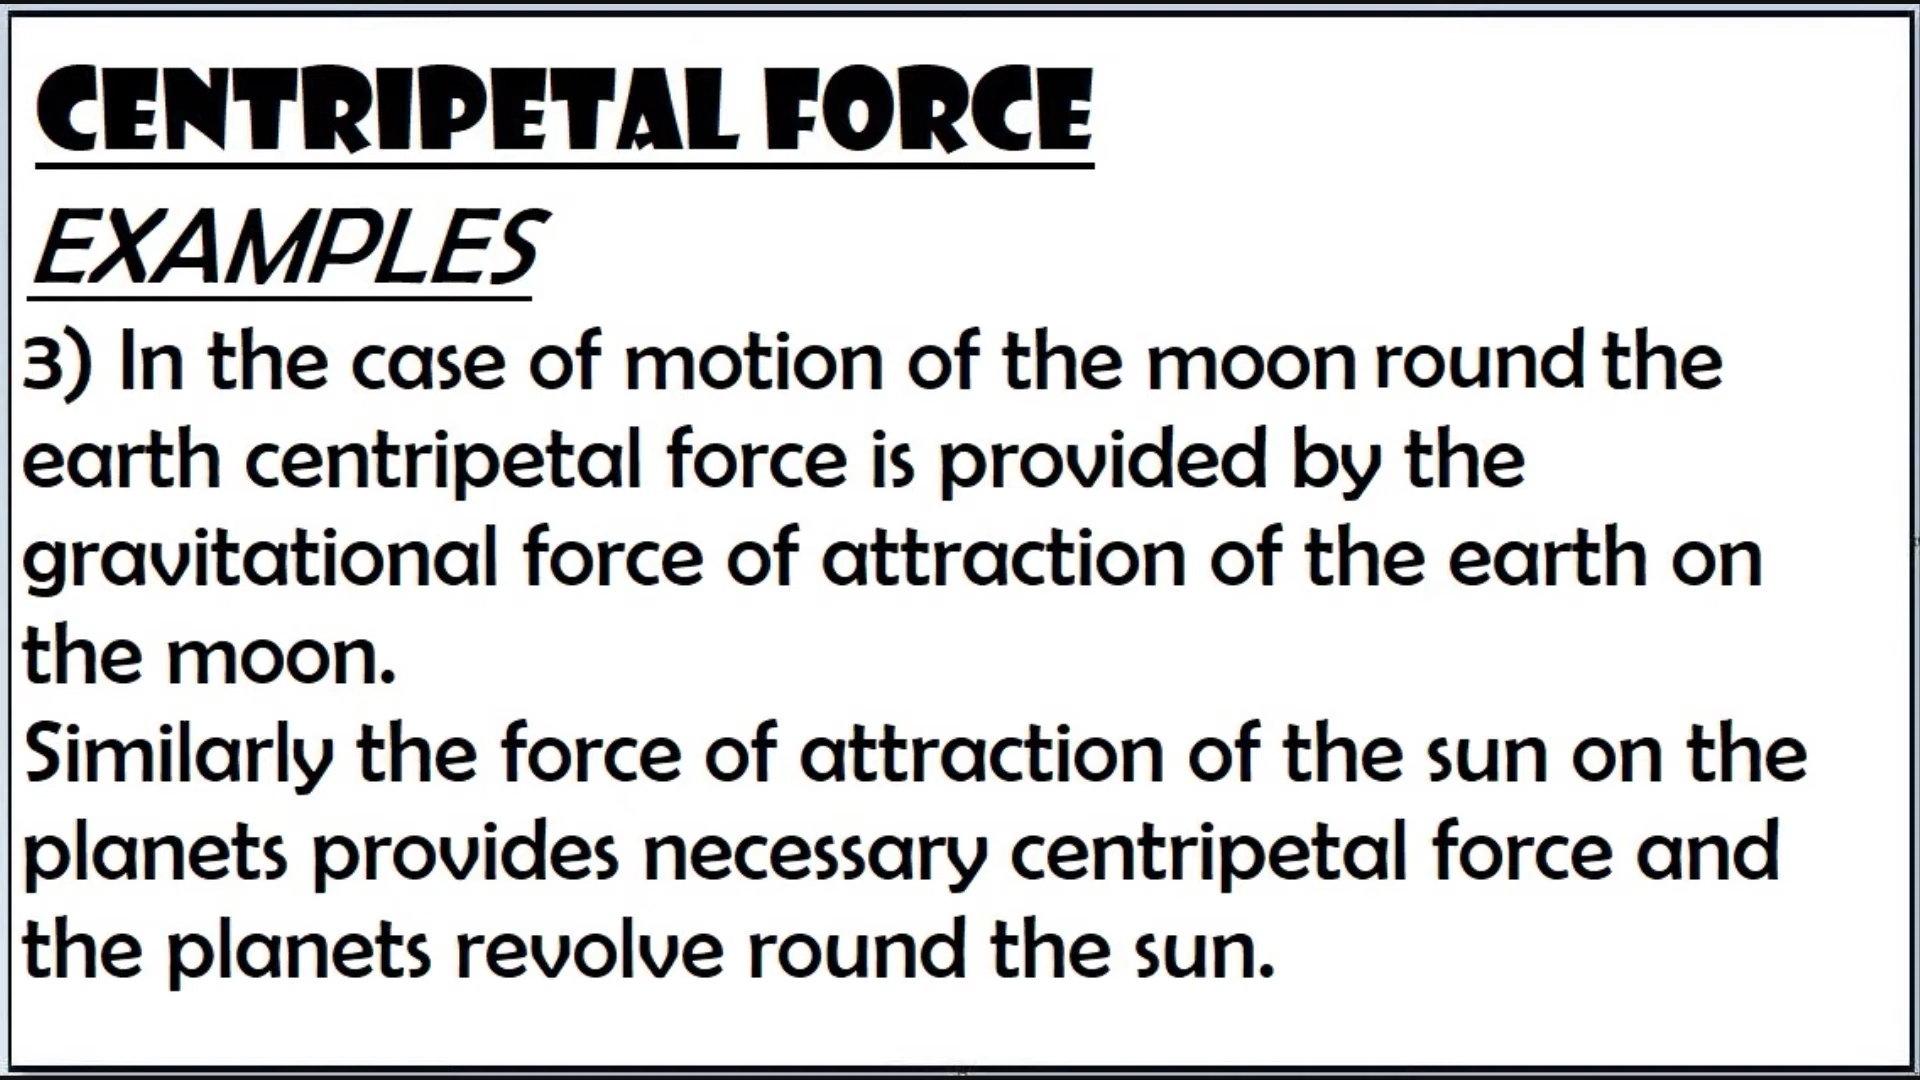 CENTRIPETAL FORCE
EXAMPLES
3) In the case of motion of the moon round the
earth centripetal force is provided by the
gravitational force of attraction of the earth on
the moon.
Similarly the force of attraction of the sun on the
planets provides necessary centripetal force and
the planets revolve round the sun.